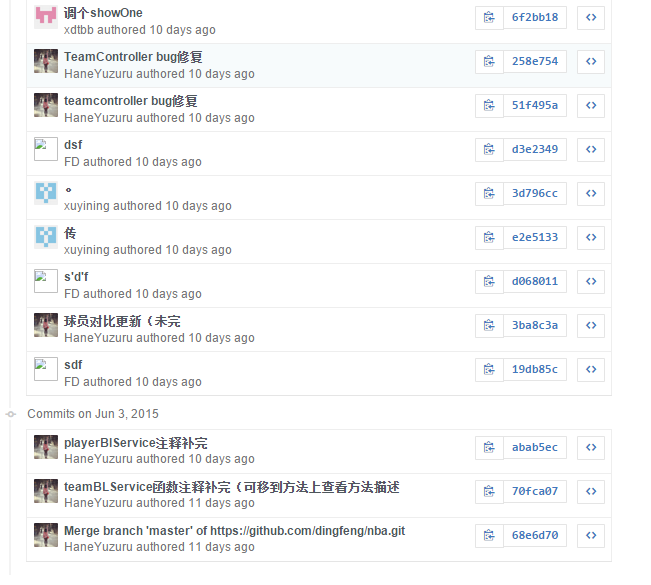 调个showOne
6f2bb18
xdtbb authored 10 days ago
TeamController bug修复
258e754
HaneYuzuru authored 10 days ago
teamcontroller bug修复
51f495a
HaneYuzuru authored 10 days ago
dsf
d3e2349
FD authored 10 days ago
。
3d796cc
xuyining authored 10 days ago
传
e2e5133
xuyining authored 10 days ago
s'd'f
d068011
FD authored 10 days ago
球员对比更新（未完
3ba8c3a
HaneYuzuru authored 10 days ago
sdf
19db85c
FD authored 10 days ago
Commits on Jun 3, 2015
playerBlService注释补完
abab5ec
HaneYuzuru authored 10 days ago
teamBLService函数注释补完（可移到方法上查看方法描述
70fca07
HaneYuzuru authored 11 days ago
Merge branch 'master' of https://github.com/dingfeng/nba.git
68e6d70
HaneYuzuru authored 11 days ago